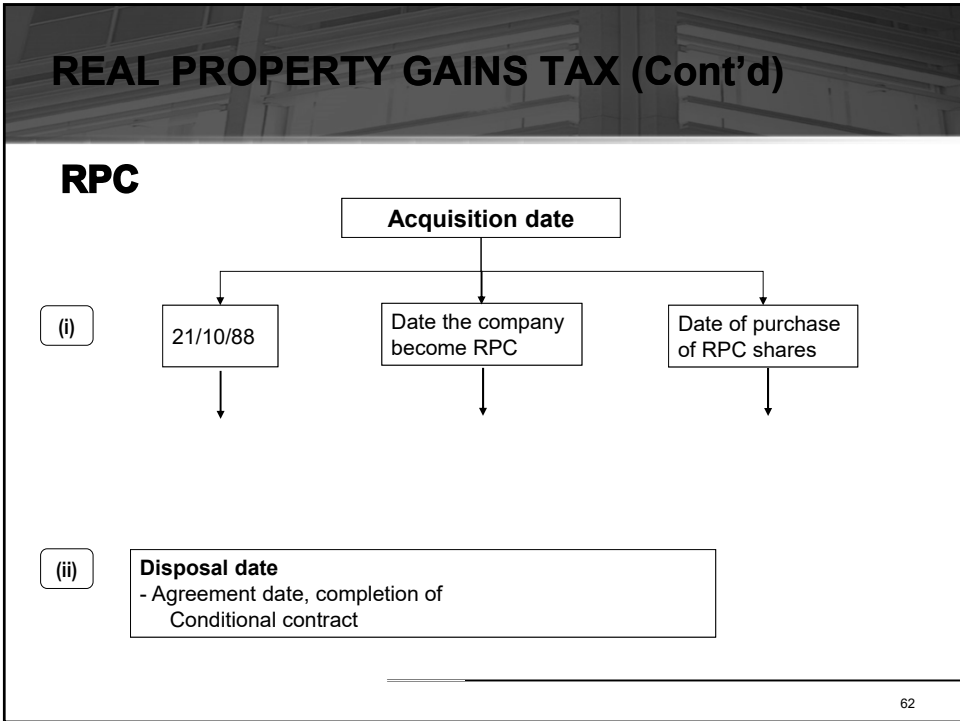 REAL PROPERTY GAINS TAX (Cont'd)
RPC
Acquisition date
(i)
21/10/88
Date the company
become RPC
Date of purchase
of RPC shares
(ii)
Disposal date
- Agreement date, completion of
Conditional contract
62